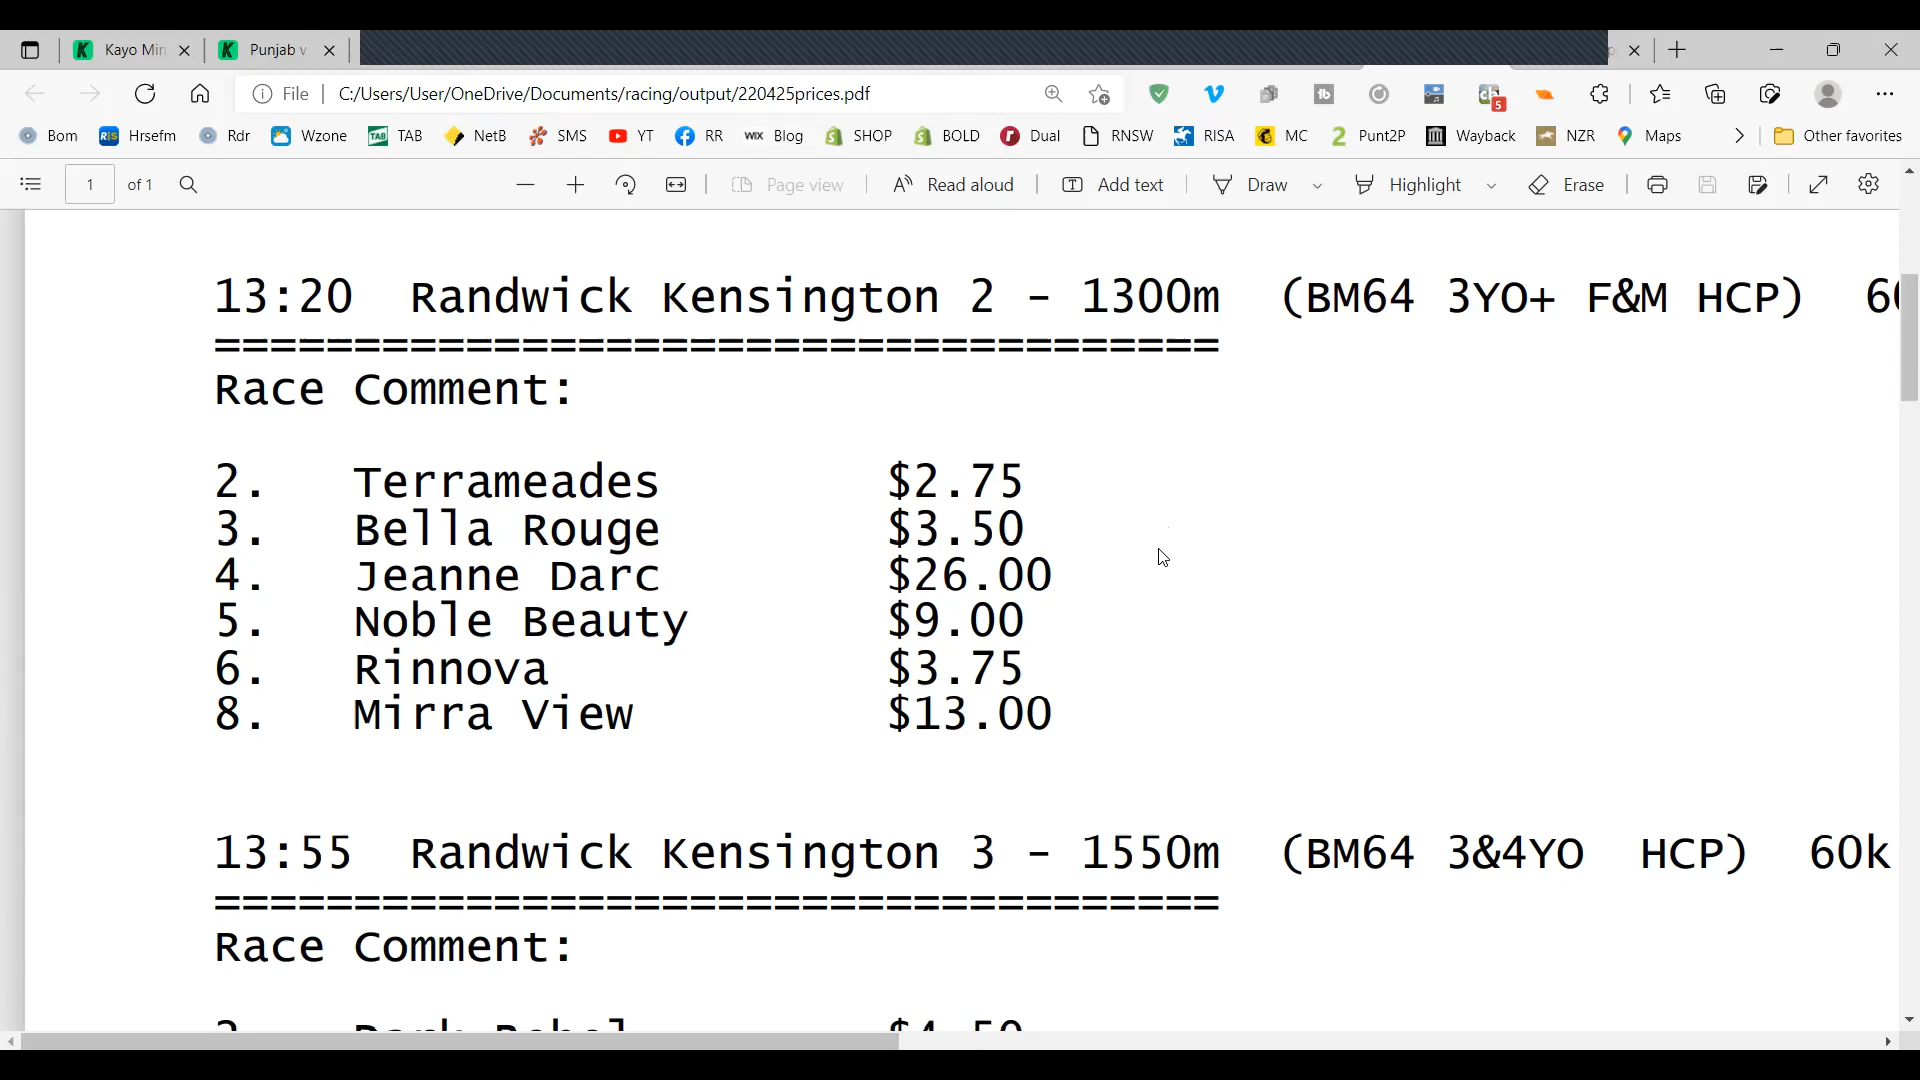 Kayo Min
Punjab v
File C:/Users/User/OneDrive/Documents/racing/output/220425prices.pdf
5
Bom Hrsefm Rdr Wzone TAB NetB SMS YT RR WIX Blog SHOP BOLD Dual RNSW RISA MC Punt2P Wayback NZR Maps Other favorites
1 of 1 Page view Read aloud Add text Draw Highlight Erase
13:20 Randwick Kensington 2 - 1300m (BM64 3YO+ F&M HCP) 60
====================================
Race Comment:
2. Terrameades $2.75
3. Bella Rouge $3.50
4. Jeanne Darc $26.00
5. Noble Beauty $9.00
6. Rinnova $3.75
8. Mirra View $13.00
13:55 Randwick Kensington 3 - 1550m (BM64 3&4YO HCP) 60k
====================================
Race Comment: